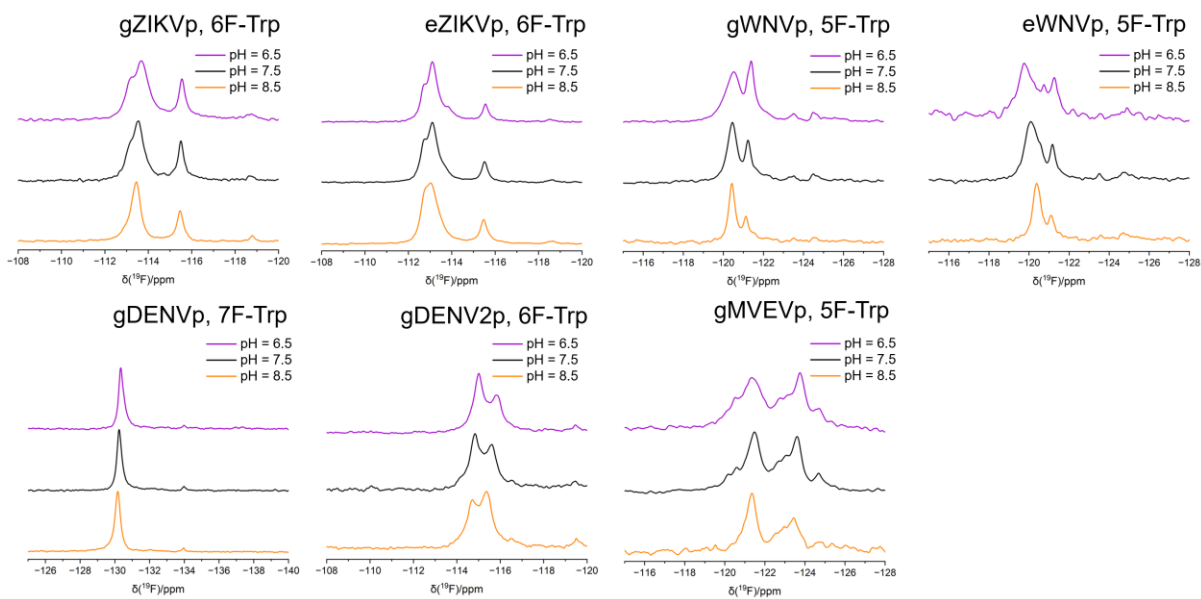 gZIKVp, 6F-Trp
pH = 6.5
pH = 7.5
pH = 8.5
−108 −110 −112 −114 −116 −118 −120
δ(¹⁹F)/ppm
eZIKVp, 6F-Trp
pH = 6.5
pH = 7.5
pH = 8.5
−108 −110 −112 −114 −116 −118 −120
δ(¹⁹F)/ppm
gWNVp, 5F-Trp
pH = 6.5
pH = 7.5
pH = 8.5
−116 −118 −120 −122 −124 −126 −128
δ(¹⁹F)/ppm
eWNVp, 5F-Trp
pH = 6.5
pH = 7.5
pH = 8.5
−116 −118 −120 −122 −124 −126 −128
δ(¹⁹F)/ppm
gDENVp, 7F-Trp
pH = 6.5
pH = 7.5
pH = 8.5
−126 −128 −130 −132 −134 −136 −138 −140
δ(¹⁹F)/ppm
gDENV2p, 6F-Trp
pH = 6.5
pH = 7.5
pH = 8.5
−108 −110 −112 −114 −116 −118 −120
δ(¹⁹F)/ppm
gMVEVp, 5F-Trp
pH = 6.5
pH = 7.5
pH = 8.5
−116 −118 −120 −122 −124 −126 −128
δ(¹⁹F)/ppm